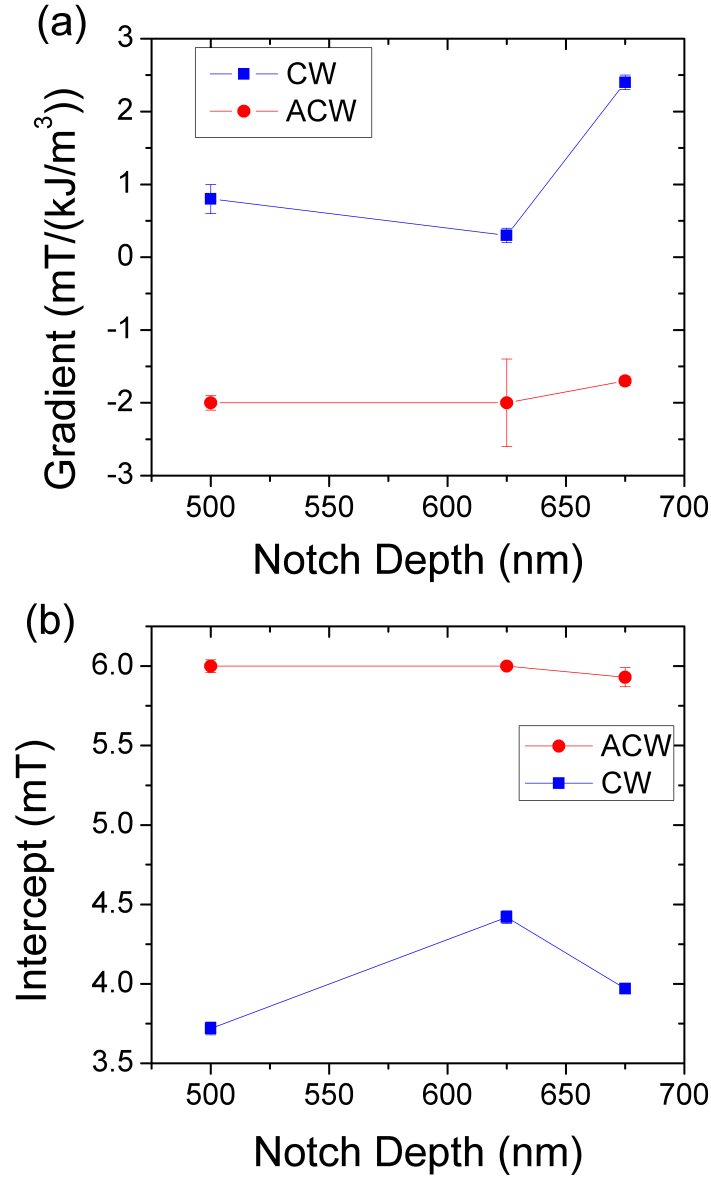 (a)
Gradient (mT/(kJ/m³))
3
2
1
0
-1
-2
-3
CW
ACW
500 550 600 650 700
Notch Depth (nm)
(b)
Intercept (mT)
6.0
5.5
5.0
4.5
4.0
3.5
ACW
CW
500 550 600 650 700
Notch Depth (nm)